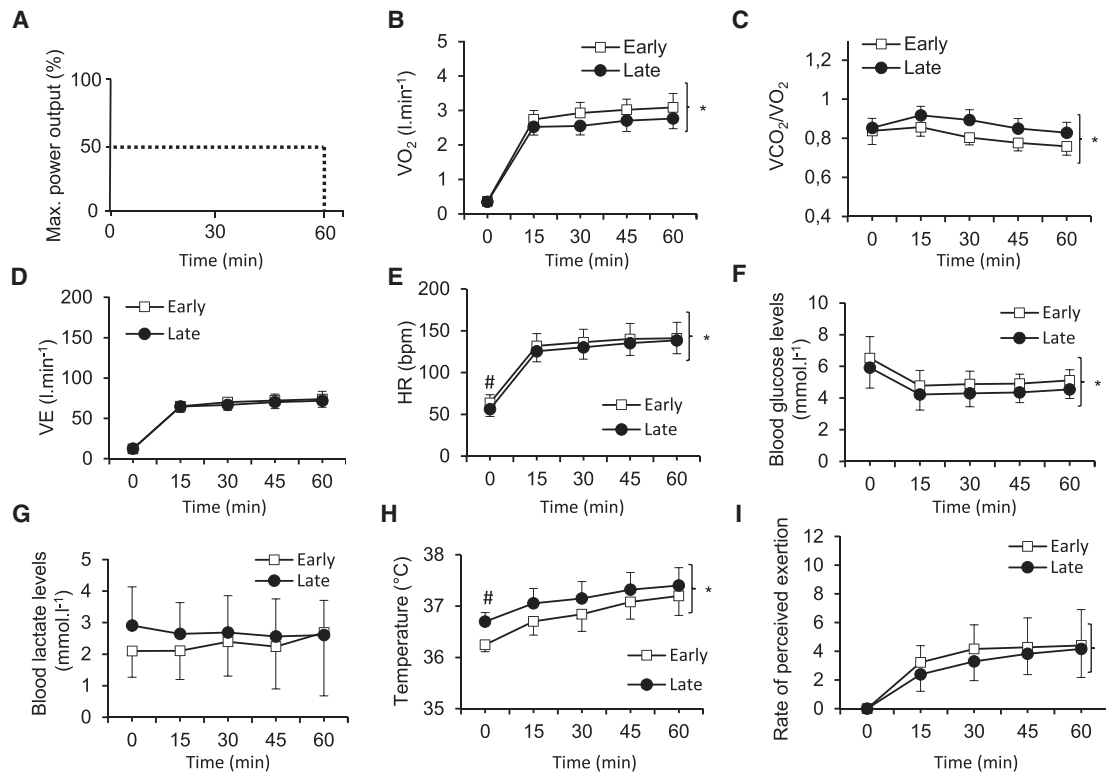 A
Max. power output (%)
100
50
0
0 30 60
Time (min)
B
VO₂ (l.min⁻¹)
5
4
3
2
1
0
Early
Late
*
0 15 30 45 60
Time (min)
C
VCO₂/VO₂
1,2
1
0,8
0,6
0,4
Early
Late
*
0 15 30 45 60
Time (min)
D
VE (l.min⁻¹)
200
150
100
50
0
Early
Late
0 15 30 45 60
Time (min)
E
HR (bpm)
200
150
100
50
0
#
*
Early
Late
0 15 30 45 60
Time (min)
F
Blood glucose levels
(mmol.l⁻¹)
10
8
6
4
2
0
Early
Late
*
0 15 30 45 60
Time (min)
G
Blood lactate levels
(mmol.l⁻¹)
5
4
3
2
1
0
Early
Late
0 15 30 45 60
Time (min)
H
Temperature (°C)
38
37
36
35
#
*
Early
Late
0 15 30 45 60
Time (min)
I
Rate of perceived exertion
12
10
8
6
4
2
0
Early
Late
*
0 15 30 45 60
Time (min)